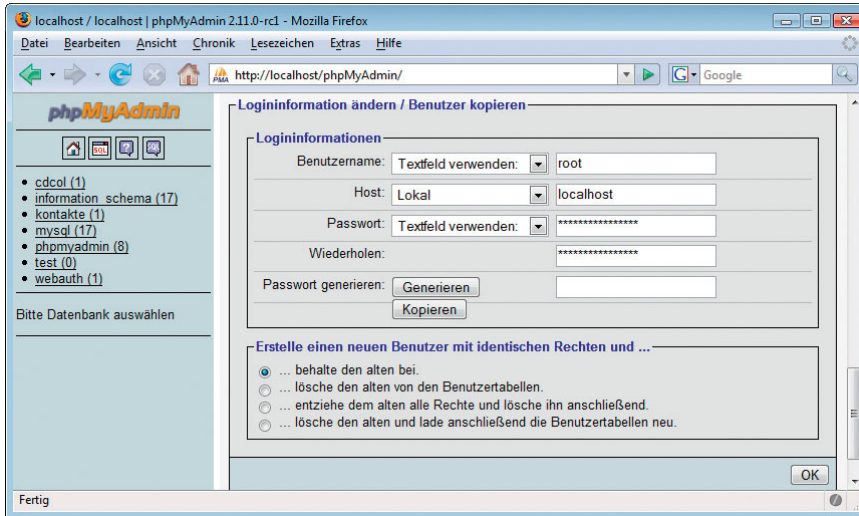 localhost / localhost | phpMyAdmin 2.11.0-rc1 - Mozilla Firefox
Datei Bearbeiten Ansicht Chronik Lesezeichen Extras Hilfe
PMA http://localhost/phpMyAdmin/ G Google
phpMyAdmin
SQL
cdcol (1)
information_schema (17)
kontakte (1)
mysql (17)
phpmyadmin (8)
test (0)
webauth (1)
Bitte Datenbank auswählen
Logininformation ändern / Benutzer kopieren
Logininformationen
Benutzername: Textfeld verwenden: root
Host: Lokal localhost
Passwort: Textfeld verwenden: ****************
Wiederholen: ****************
Passwort generieren: Generieren
Kopieren
Erstelle einen neuen Benutzer mit identischen Rechten und ...
... behalte den alten bei.
... lösche den alten von den Benutzertabellen.
... entziehe dem alten alle Rechte und lösche ihn anschließend.
... lösche den alten und lade anschließend die Benutzertabellen neu.
OK
Fertig